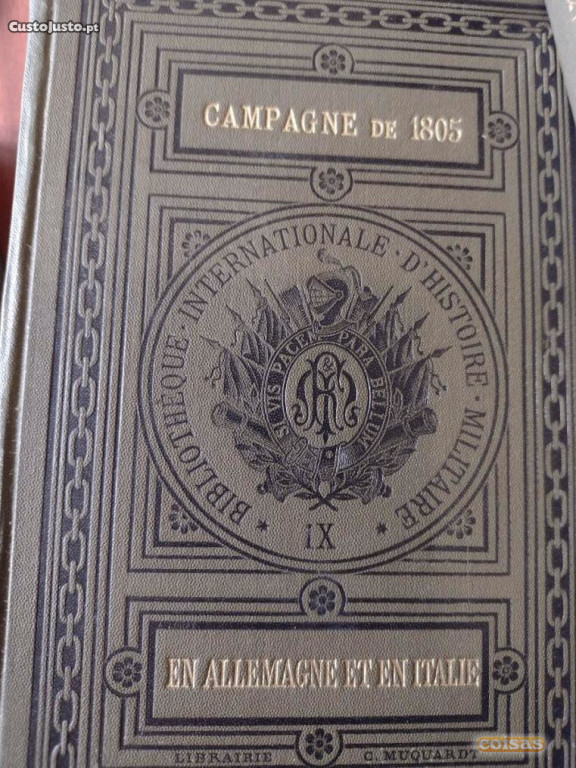 CustoJusto.pt
CAMPAGNE DE 1805
BIBLIOTHEQUE · INTERNATIONALE · D'HISTOIRE · MILITAIRE
SI VIS PACEM PARA BELLUM
IX
EN ALLEMAGNE ET EN ITALIE
LIBRAIRIE C. MUQUARDT
coisas